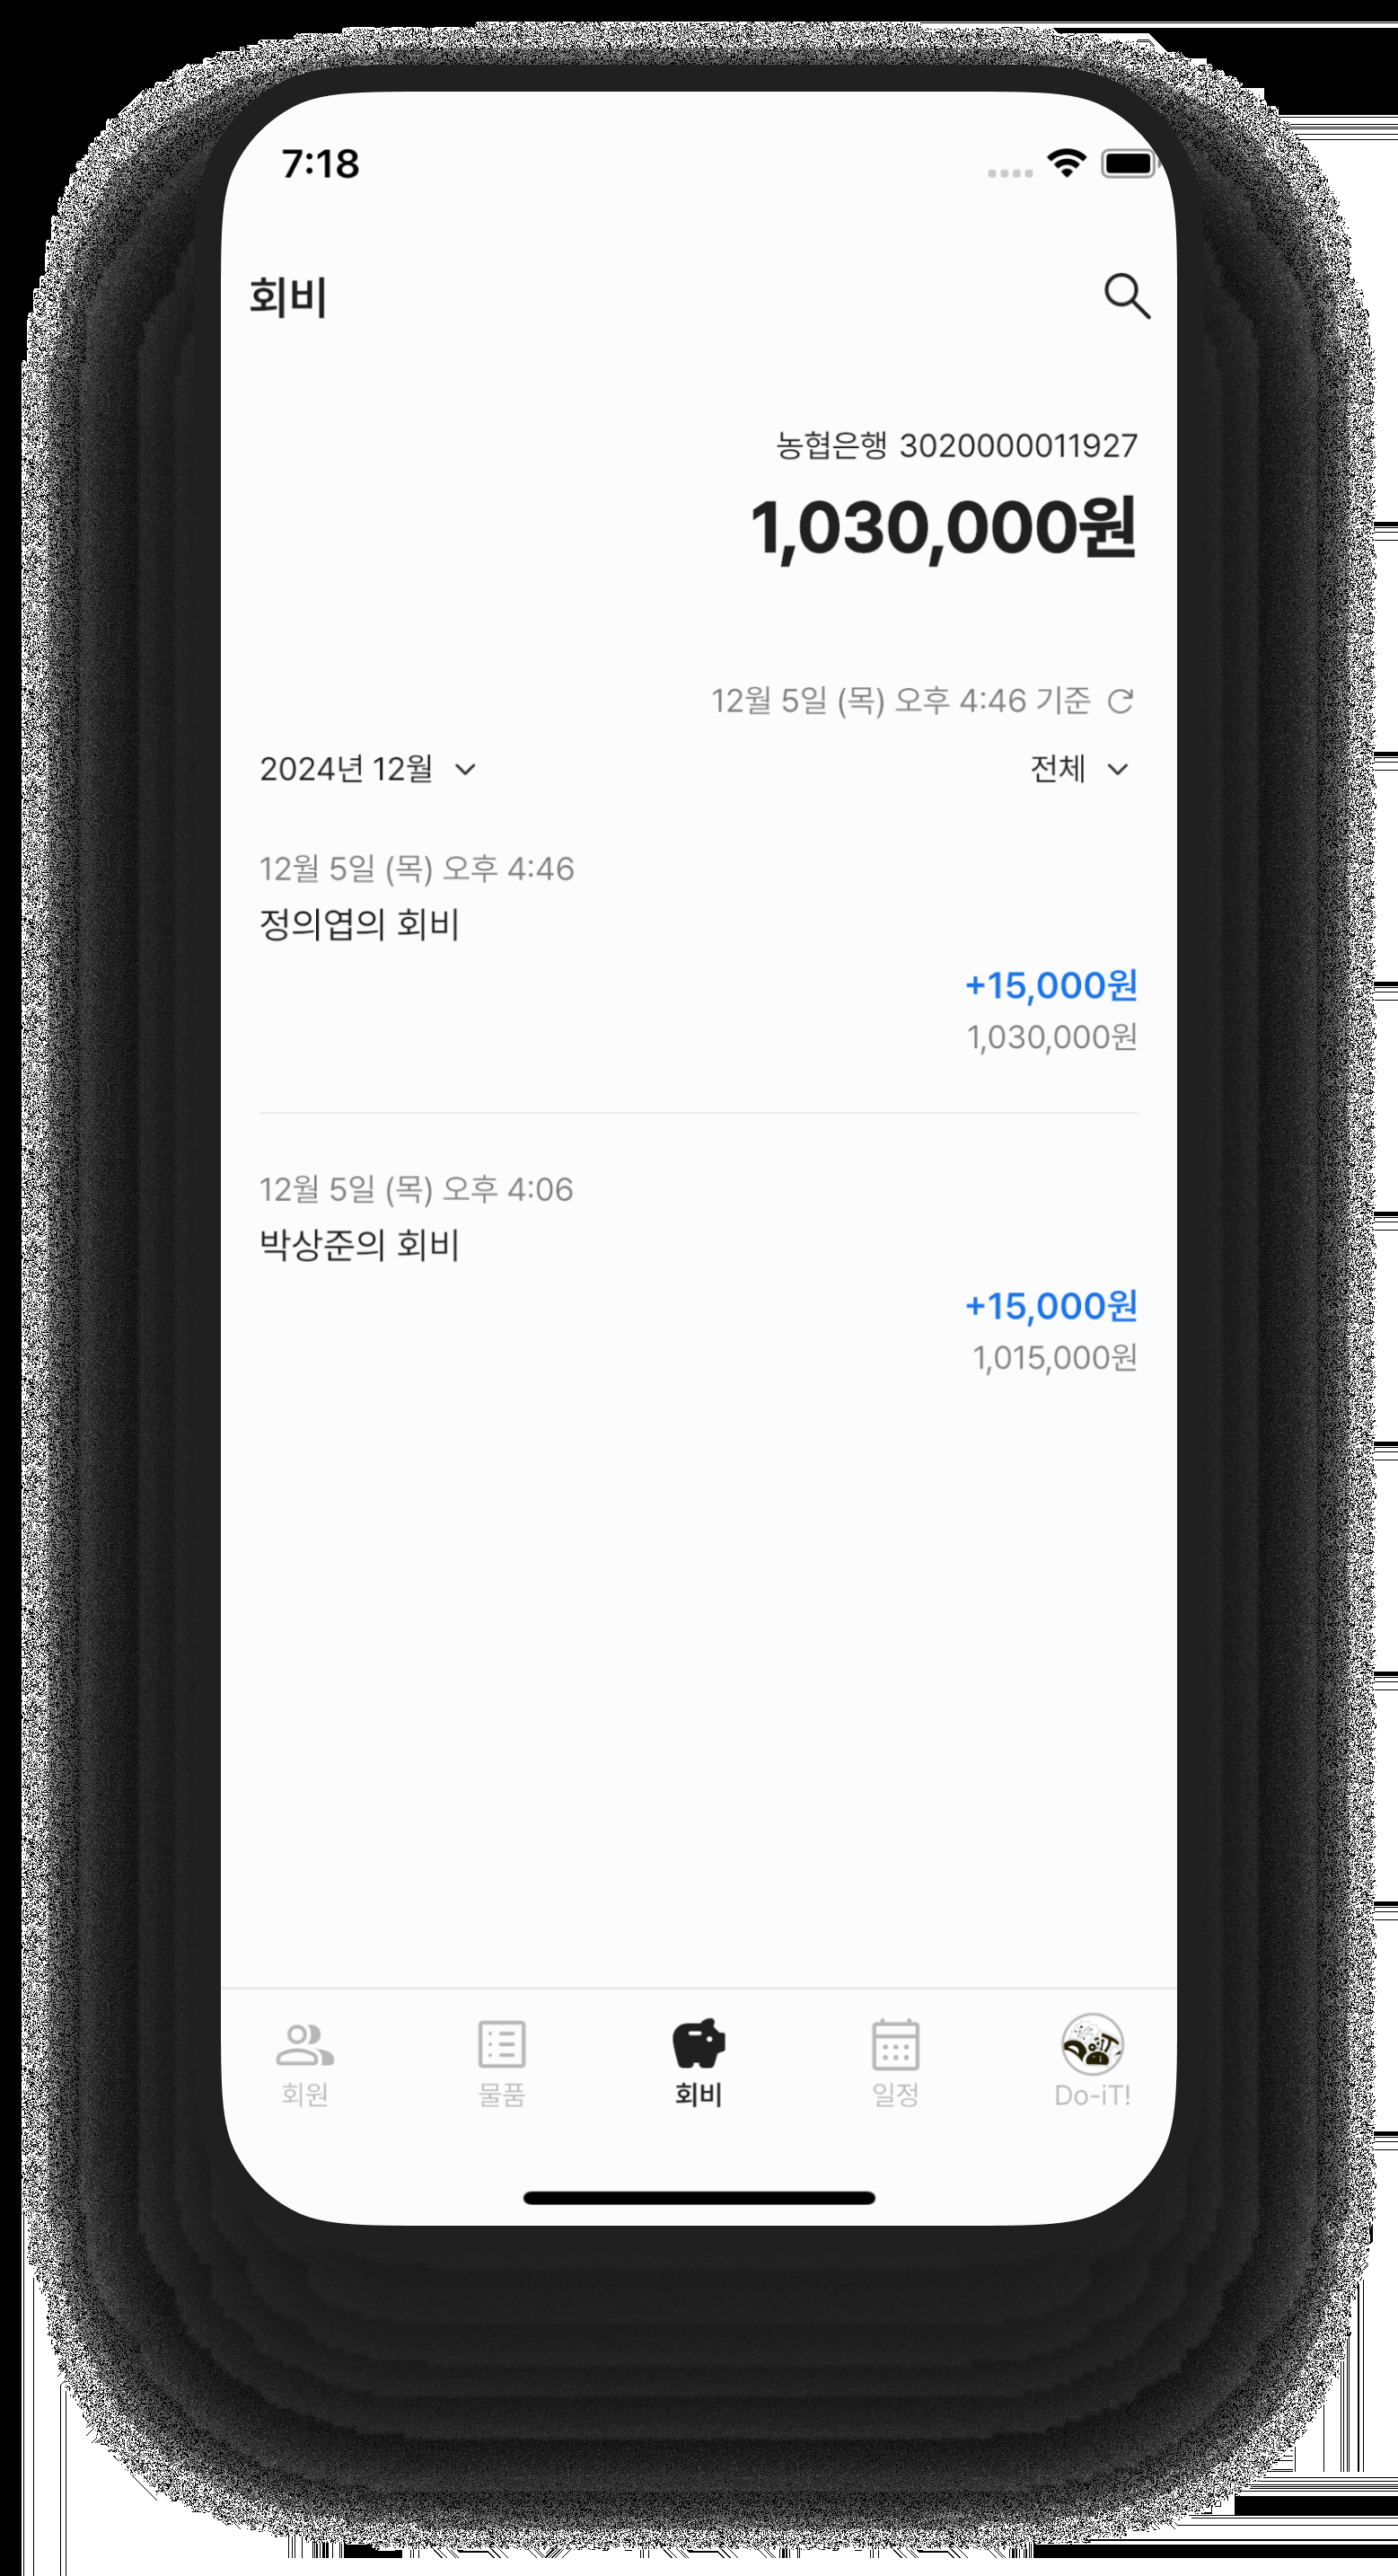 7:18
회비
농협은행 3020000011927
1,030,000원
12월 5일 (목) 오후 4:46 기준
2024년 12월 전체
12월 5일 (목) 오후 4:46
정의엽의 회비
+15,000원
1,030,000원
12월 5일 (목) 오후 4:06
박상준의 회비
+15,000원
1,015,000원
회원 물품 회비 일정 Do-iT!